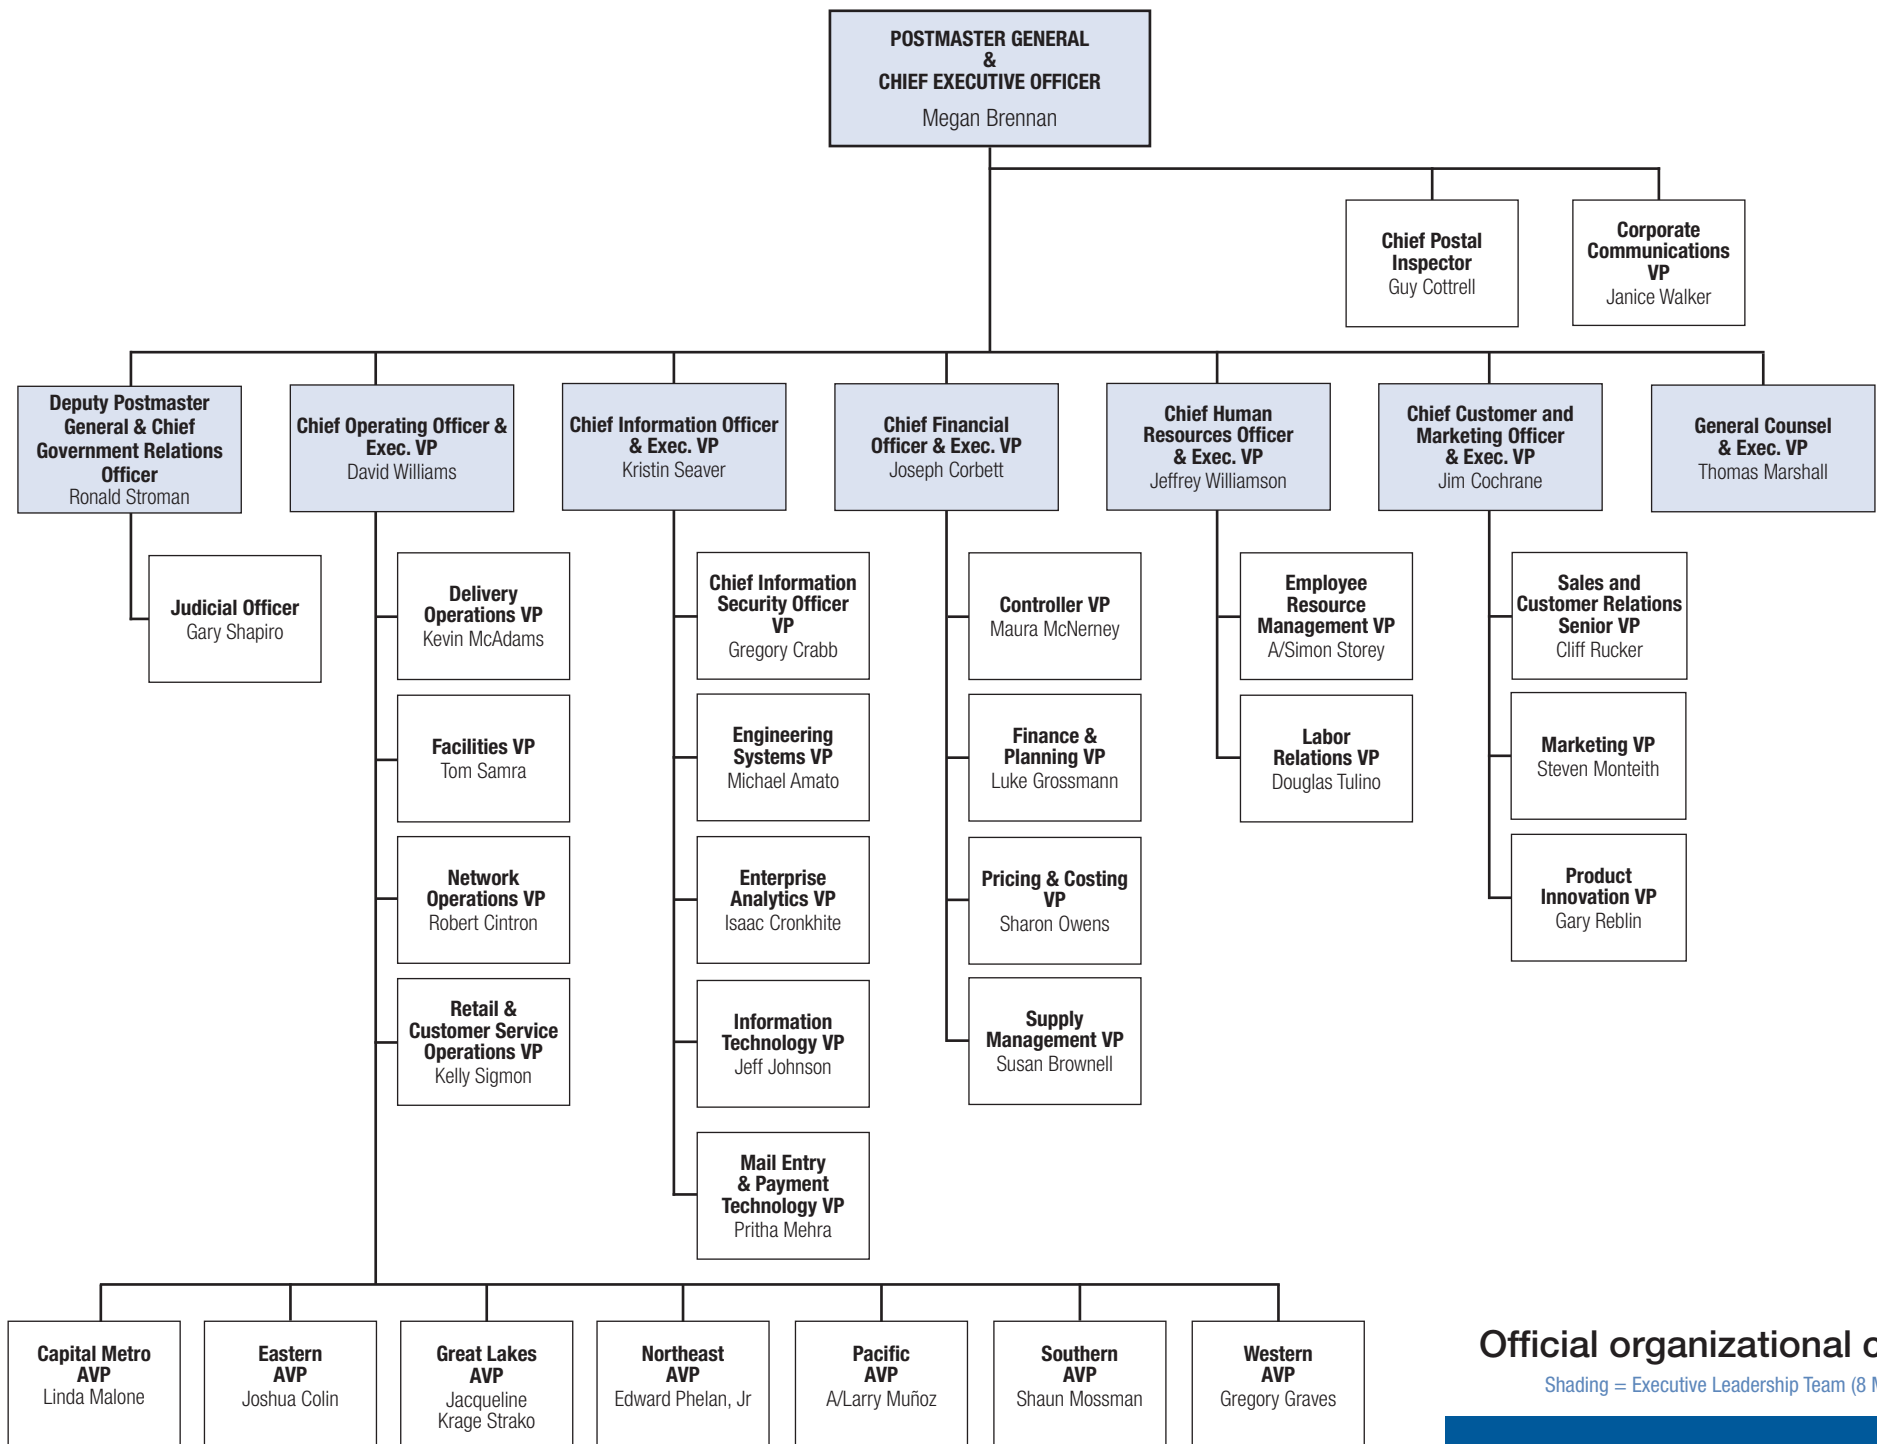 POSTMASTER GENERAL
&
CHIEF EXECUTIVE OFFICER
Megan Brennan
Chief Postal
Inspector
Guy Cottrell
Corporate
Communications
VP
Janice Walker
Deputy Postmaster
General & Chief
Government Relations
Officer
Ronald Stroman
Chief Operating Officer &
Exec. VP
David Williams
Chief Information Officer
& Exec. VP
Kristin Seaver
Chief Financial
Officer & Exec. VP
Joseph Corbett
Chief Human
Resources Officer
& Exec. VP
Jeffrey Williamson
Chief Customer and
Marketing Officer
& Exec. VP
Jim Cochrane
General Counsel
& Exec. VP
Thomas Marshall
Judicial Officer
Gary Shapiro
Delivery
Operations VP
Kevin McAdams
Chief Information
Security Officer
VP
Gregory Crabb
Controller VP
Maura McNerney
Employee
Resource
Management VP
A/Simon Storey
Sales and
Customer Relations
Senior VP
Cliff Rucker
Facilities VP
Tom Samra
Engineering
Systems VP
Michael Amato
Finance &
Planning VP
Luke Grossmann
Labor
Relations VP
Douglas Tulino
Marketing VP
Steven Monteith
Network
Operations VP
Robert Cintron
Enterprise
Analytics VP
Isaac Cronkhite
Pricing & Costing
VP
Sharon Owens
Product
Innovation VP
Gary Reblin
Retail &
Customer Service
Operations VP
Kelly Sigmon
Information
Technology VP
Jeff Johnson
Supply
Management VP
Susan Brownell
Mail Entry
& Payment
Technology VP
Pritha Mehra
Capital Metro
AVP
Linda Malone
Eastern
AVP
Joshua Colin
Great Lakes
AVP
Jacqueline
Krage Strako
Northeast
AVP
Edward Phelan, Jr
Pacific
AVP
A/Larry Muñoz
Southern
AVP
Shaun Mossman
Western
AVP
Gregory Graves
Official organizational
Shading = Executive Leadership Team (8